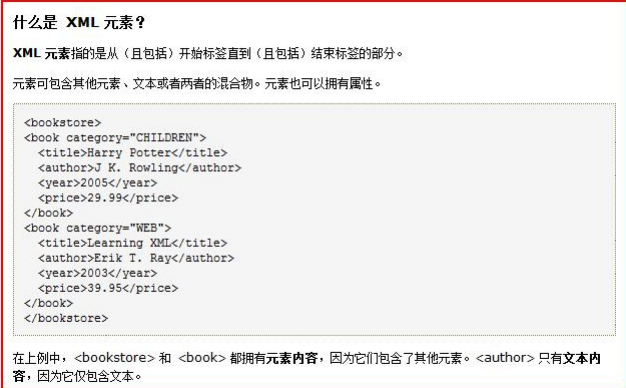 什么是 XML 元素？
XML 元素指的是从（且包括）开始标签直到（且包括）结束标签的部分。
元素可包含其他元素、文本或者两者的混合物。元素也可以拥有属性。
<bookstore>
<book category="CHILDREN">
  <title>Harry Potter</title>
  <author>J K. Rowling</author>
  <year>2005</year>
  <price>29.99</price>
</book>
<book category="WEB">
  <title>Learning XML</title>
  <author>Erik T. Ray</author>
  <year>2003</year>
  <price>39.95</price>
</book>
</bookstore>
在上例中，<bookstore> 和 <book> 都拥有元素内容，因为它们包含了其他元素。<author> 只有文本内
容，因为它仅包含文本。